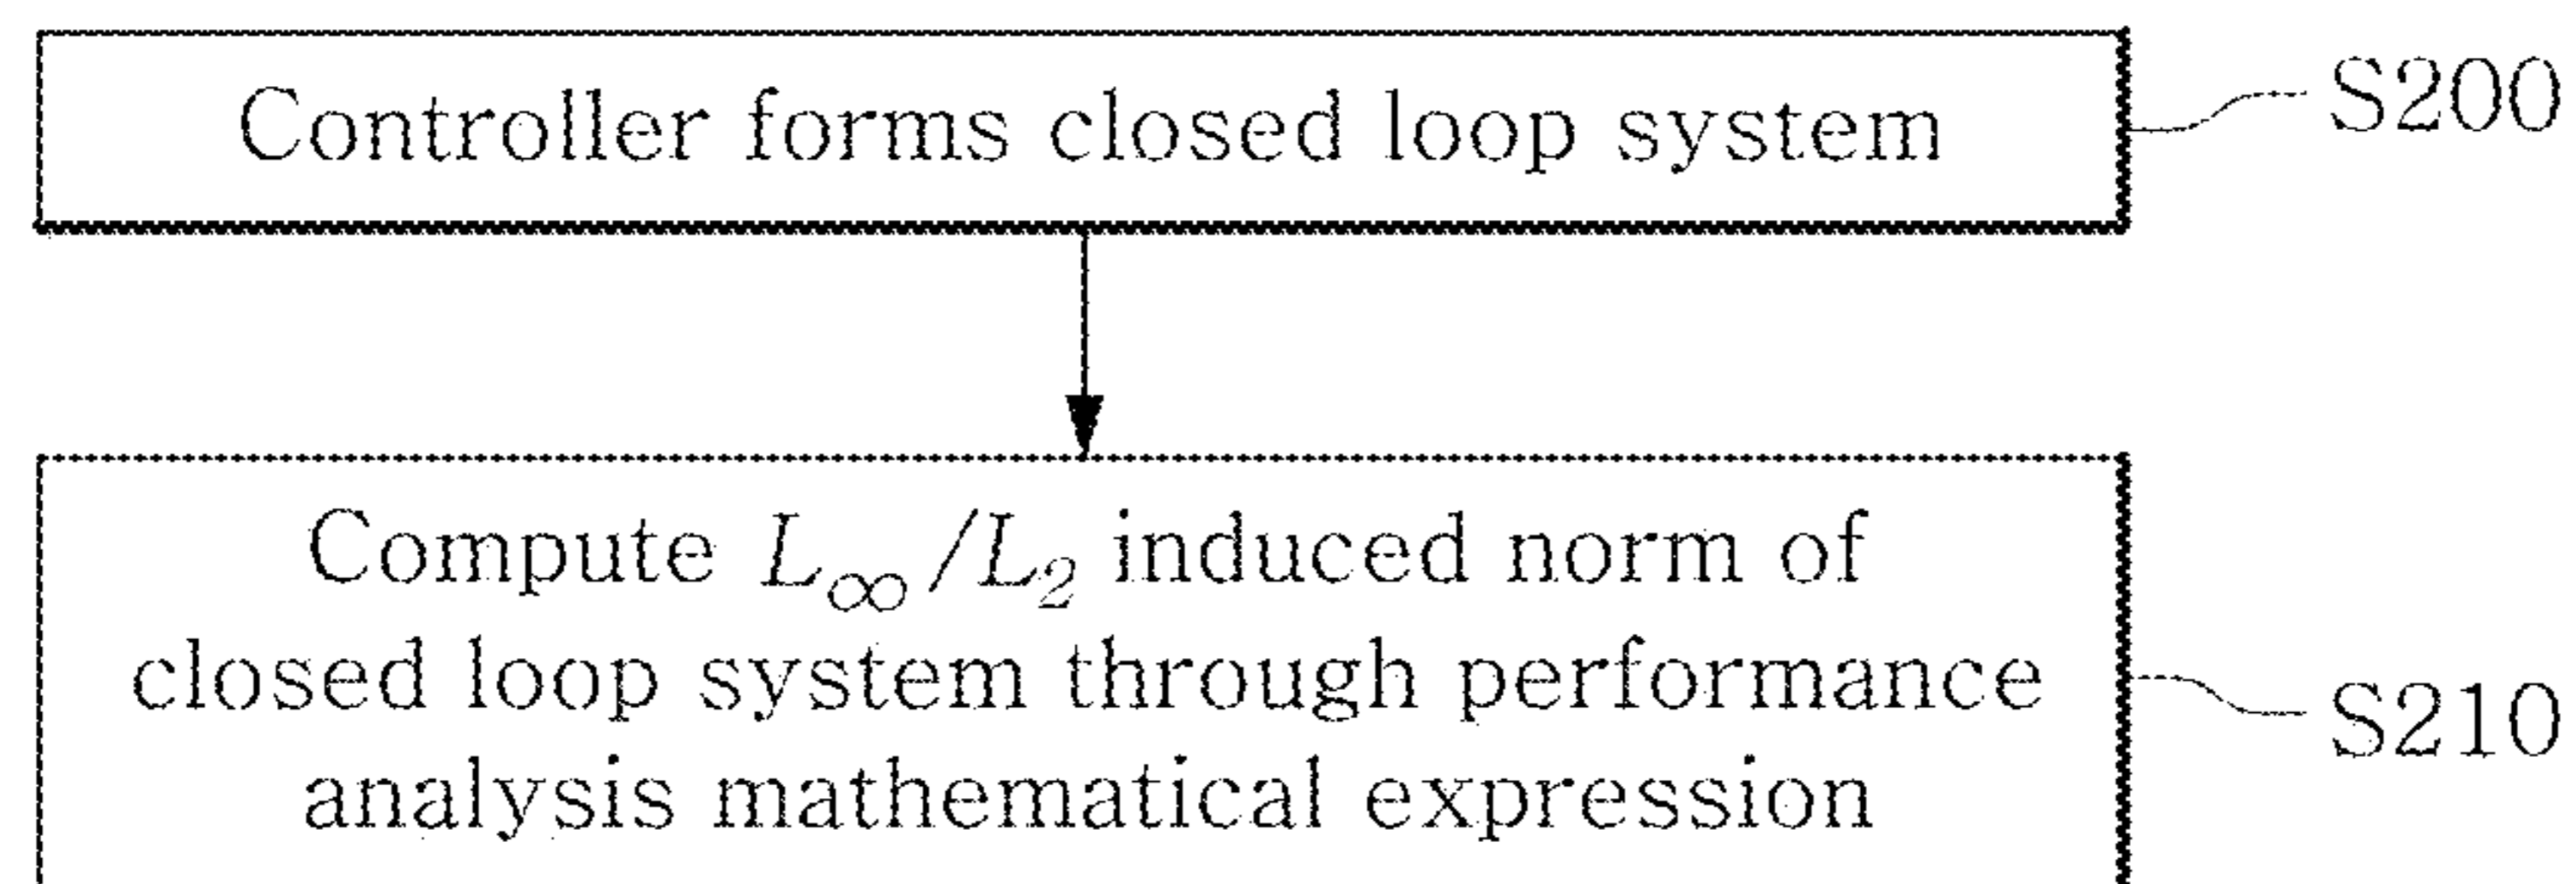 Controller forms closed loop system
S200
Compute L∞/L2 induced norm of
closed loop system through performance
analysis mathematical expression
S210